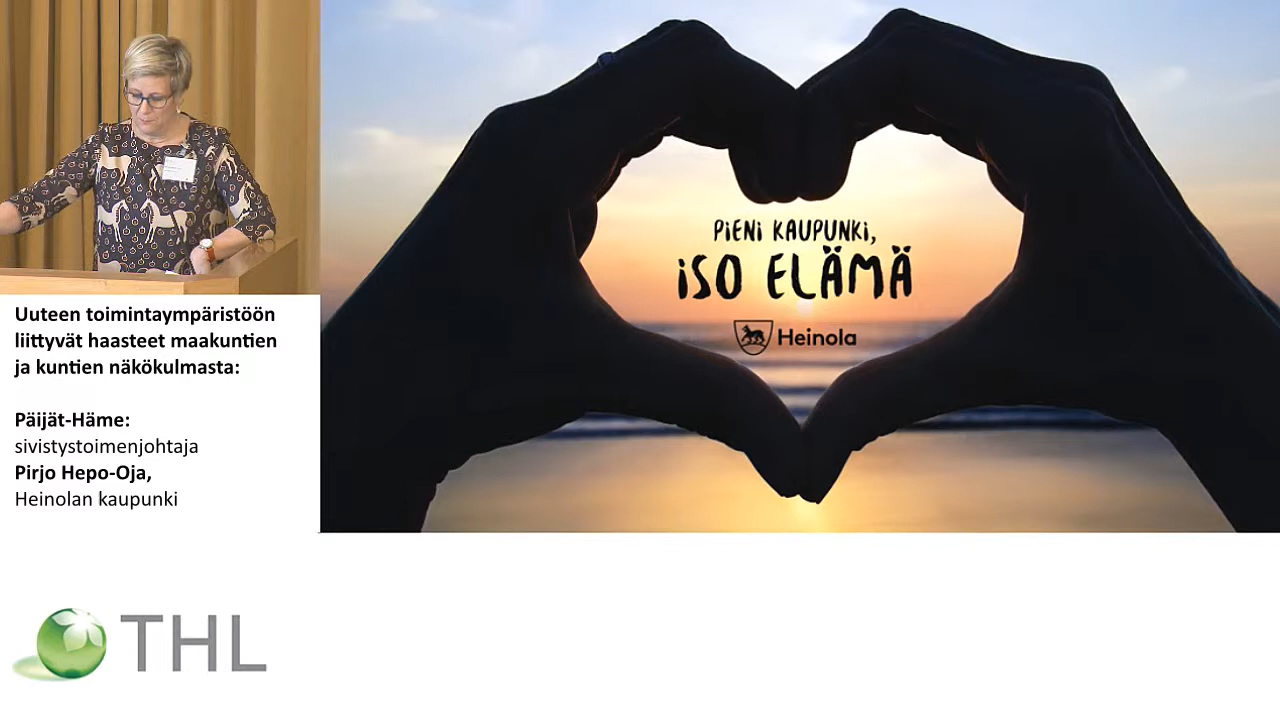 PIENI KAUPUNKI,
ISO ELÄMÄ
Heinola
Uuteen toimintaympäristöön
liittyvät haasteet maakuntien
ja kuntien näkökulmasta:
Päijät-Häme:
sivistystoimenjohtaja
Pirjo Hepo-Oja,
Heinolan kaupunki
THL